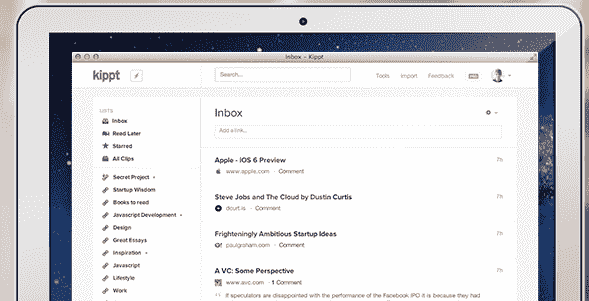 Inbox – Kippt
kippt
Search...
Tools Import Feedback PRO
LISTS
Inbox
Read Later
Starred
All Clips
Secret Project
Startup Wisdom
Books to read
Javascript Development
Design
Great Essays
Inspiration
Javascript
Lifestyle
Work
Inbox
Add a link...
Apple - iOS 6 Preview 7h
www.apple.com · Comment
Steve Jobs and The Cloud by Dustin Curtis 7h
dcurt.is · Comment
Frighteningly Ambitious Startup Ideas 7h
paulgraham.com · Comment
A VC: Some Perspective 7h
www.avc.com · 1 Comment
If speculators are disappointed with the performance of the Facebook IPO it is because they had